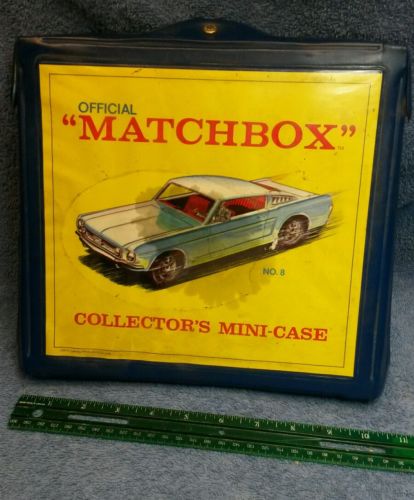 OFFICIAL
"MATCHBOX"
NO. 8
COLLECTOR'S MINI-CASE